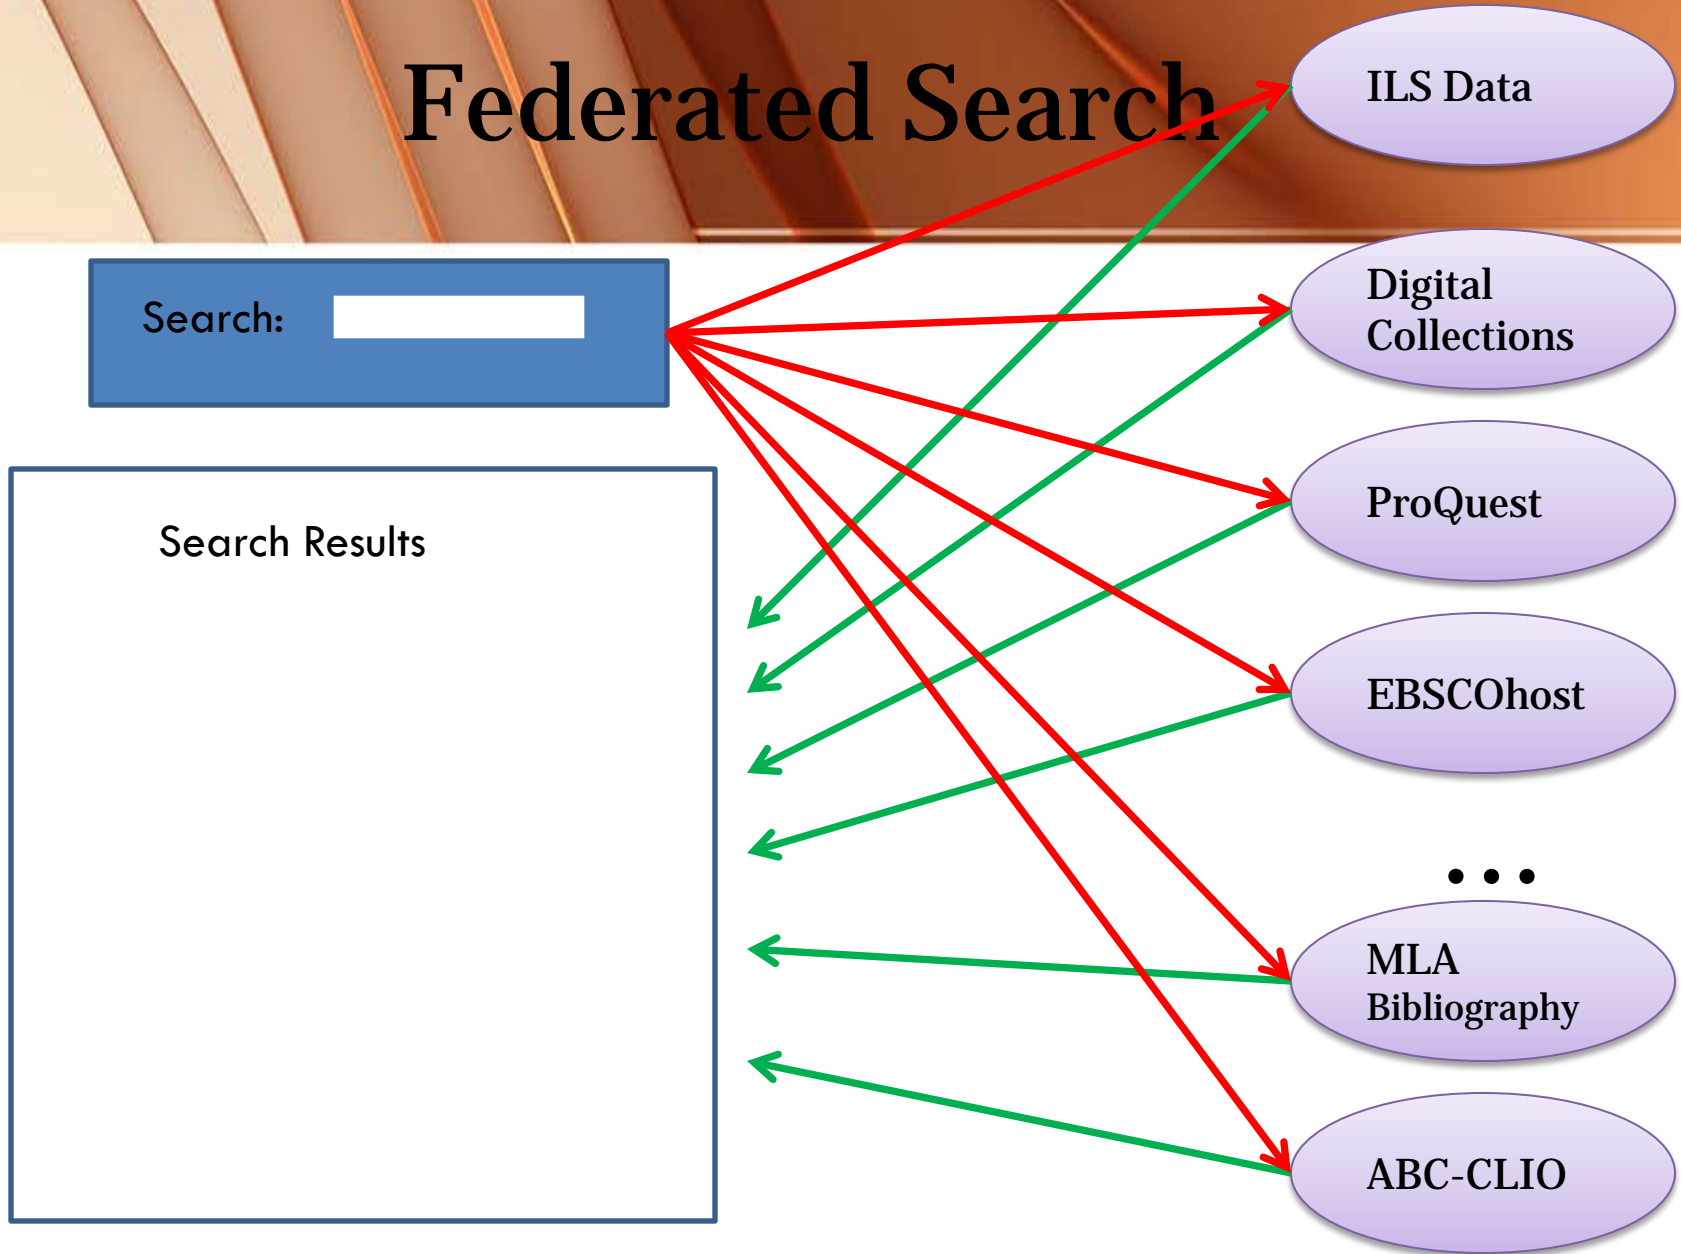 Federated Search
ILS Data
Search:
Digital
Collections
ProQuest
Search Results
EBSCOhost
...
MLA
Bibliography
ABC-CLIO